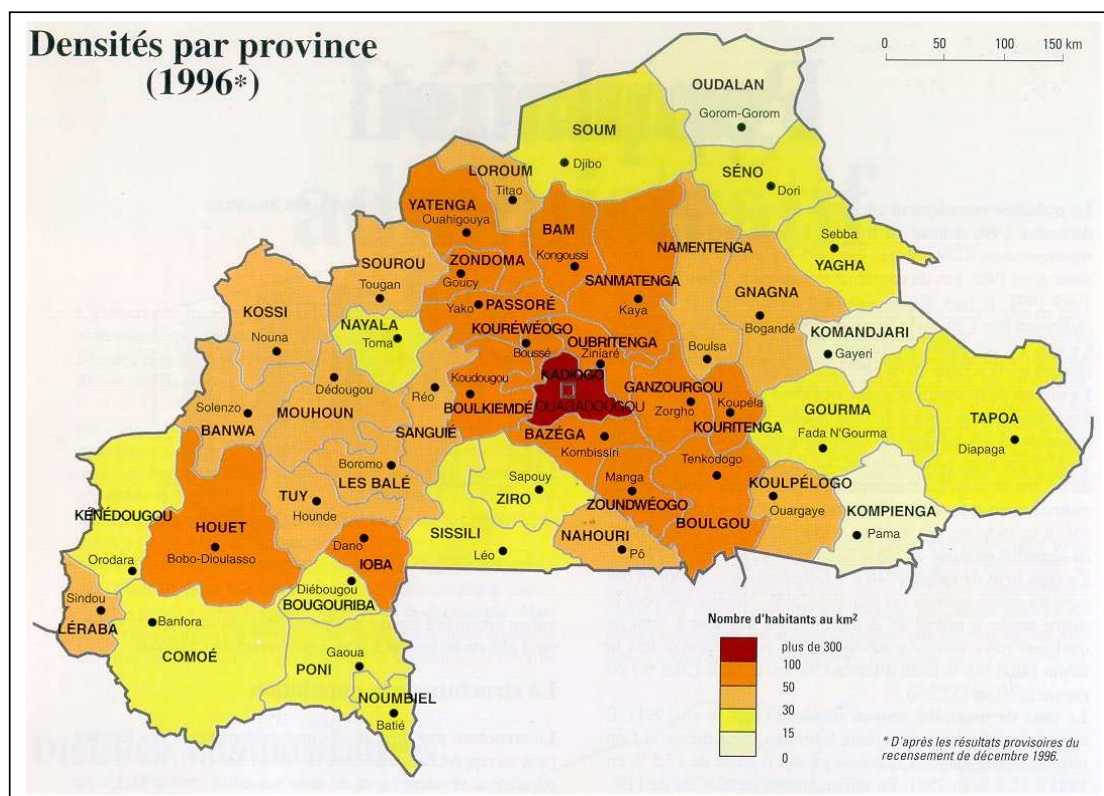 Densités par province
(1996*)
0 50 100 150 km
OUDALAN
Gorom-Gorom
SOUM
Djibo
SÉNO
Dori
LOROUM
Titao
YATENGA
Ouahigouya
BAM
Kongoussi
Sebba
YAGHA
NAMENTENGA
ZONDOMA
Goucy
SANMATENGA
Kaya
SOUROU
Tougan
GNAGNA
Bogandé
KOSSI
Nouna
Yako
PASSORÉ
NAYALA
Toma
KOURÉWÉOGO
Boussé
OUBRITENGA
Ziniaré
Boulsa
KOMANDJARI
Gayeri
Dédougou
Réo
Koudougou
BOULKIEMDÉ
KADIOGO
OUAGADOUGOU
GANZOURGOU
Zorgho
Koupéla
KOURITENGA
GOURMA
Fada N'Gourma
TAPOA
Diapaga
Solenzo
BANWA
MOUHOUN
SANGUIÉ
BAZÉGA
Kombissiri
Boromo
LES BALÉ
Sapouy
ZIRO
Manga
ZOUNDWÉOGO
Tenkodogo
BOULGOU
KOULPÉLOGO
Ouargaye
KOMPIENGA
Pama
KÉNÉDOUGOU
Orodara
HOUET
Bobo-Dioulasso
TUY
Hounde
Dano
IOBA
SISSILI
Léo
NAHOURI
Pô
Diébougou
BOUGOURIBA
Sindou
LÉRABA
Banfora
COMOÉ
PONI
Gaoua
NOUMBIEL
Batié
Nombre d'habitants au km²
plus de 300
100
50
30
15
0
* D'après les résultats provisoires du
recensement de décembre 1996.